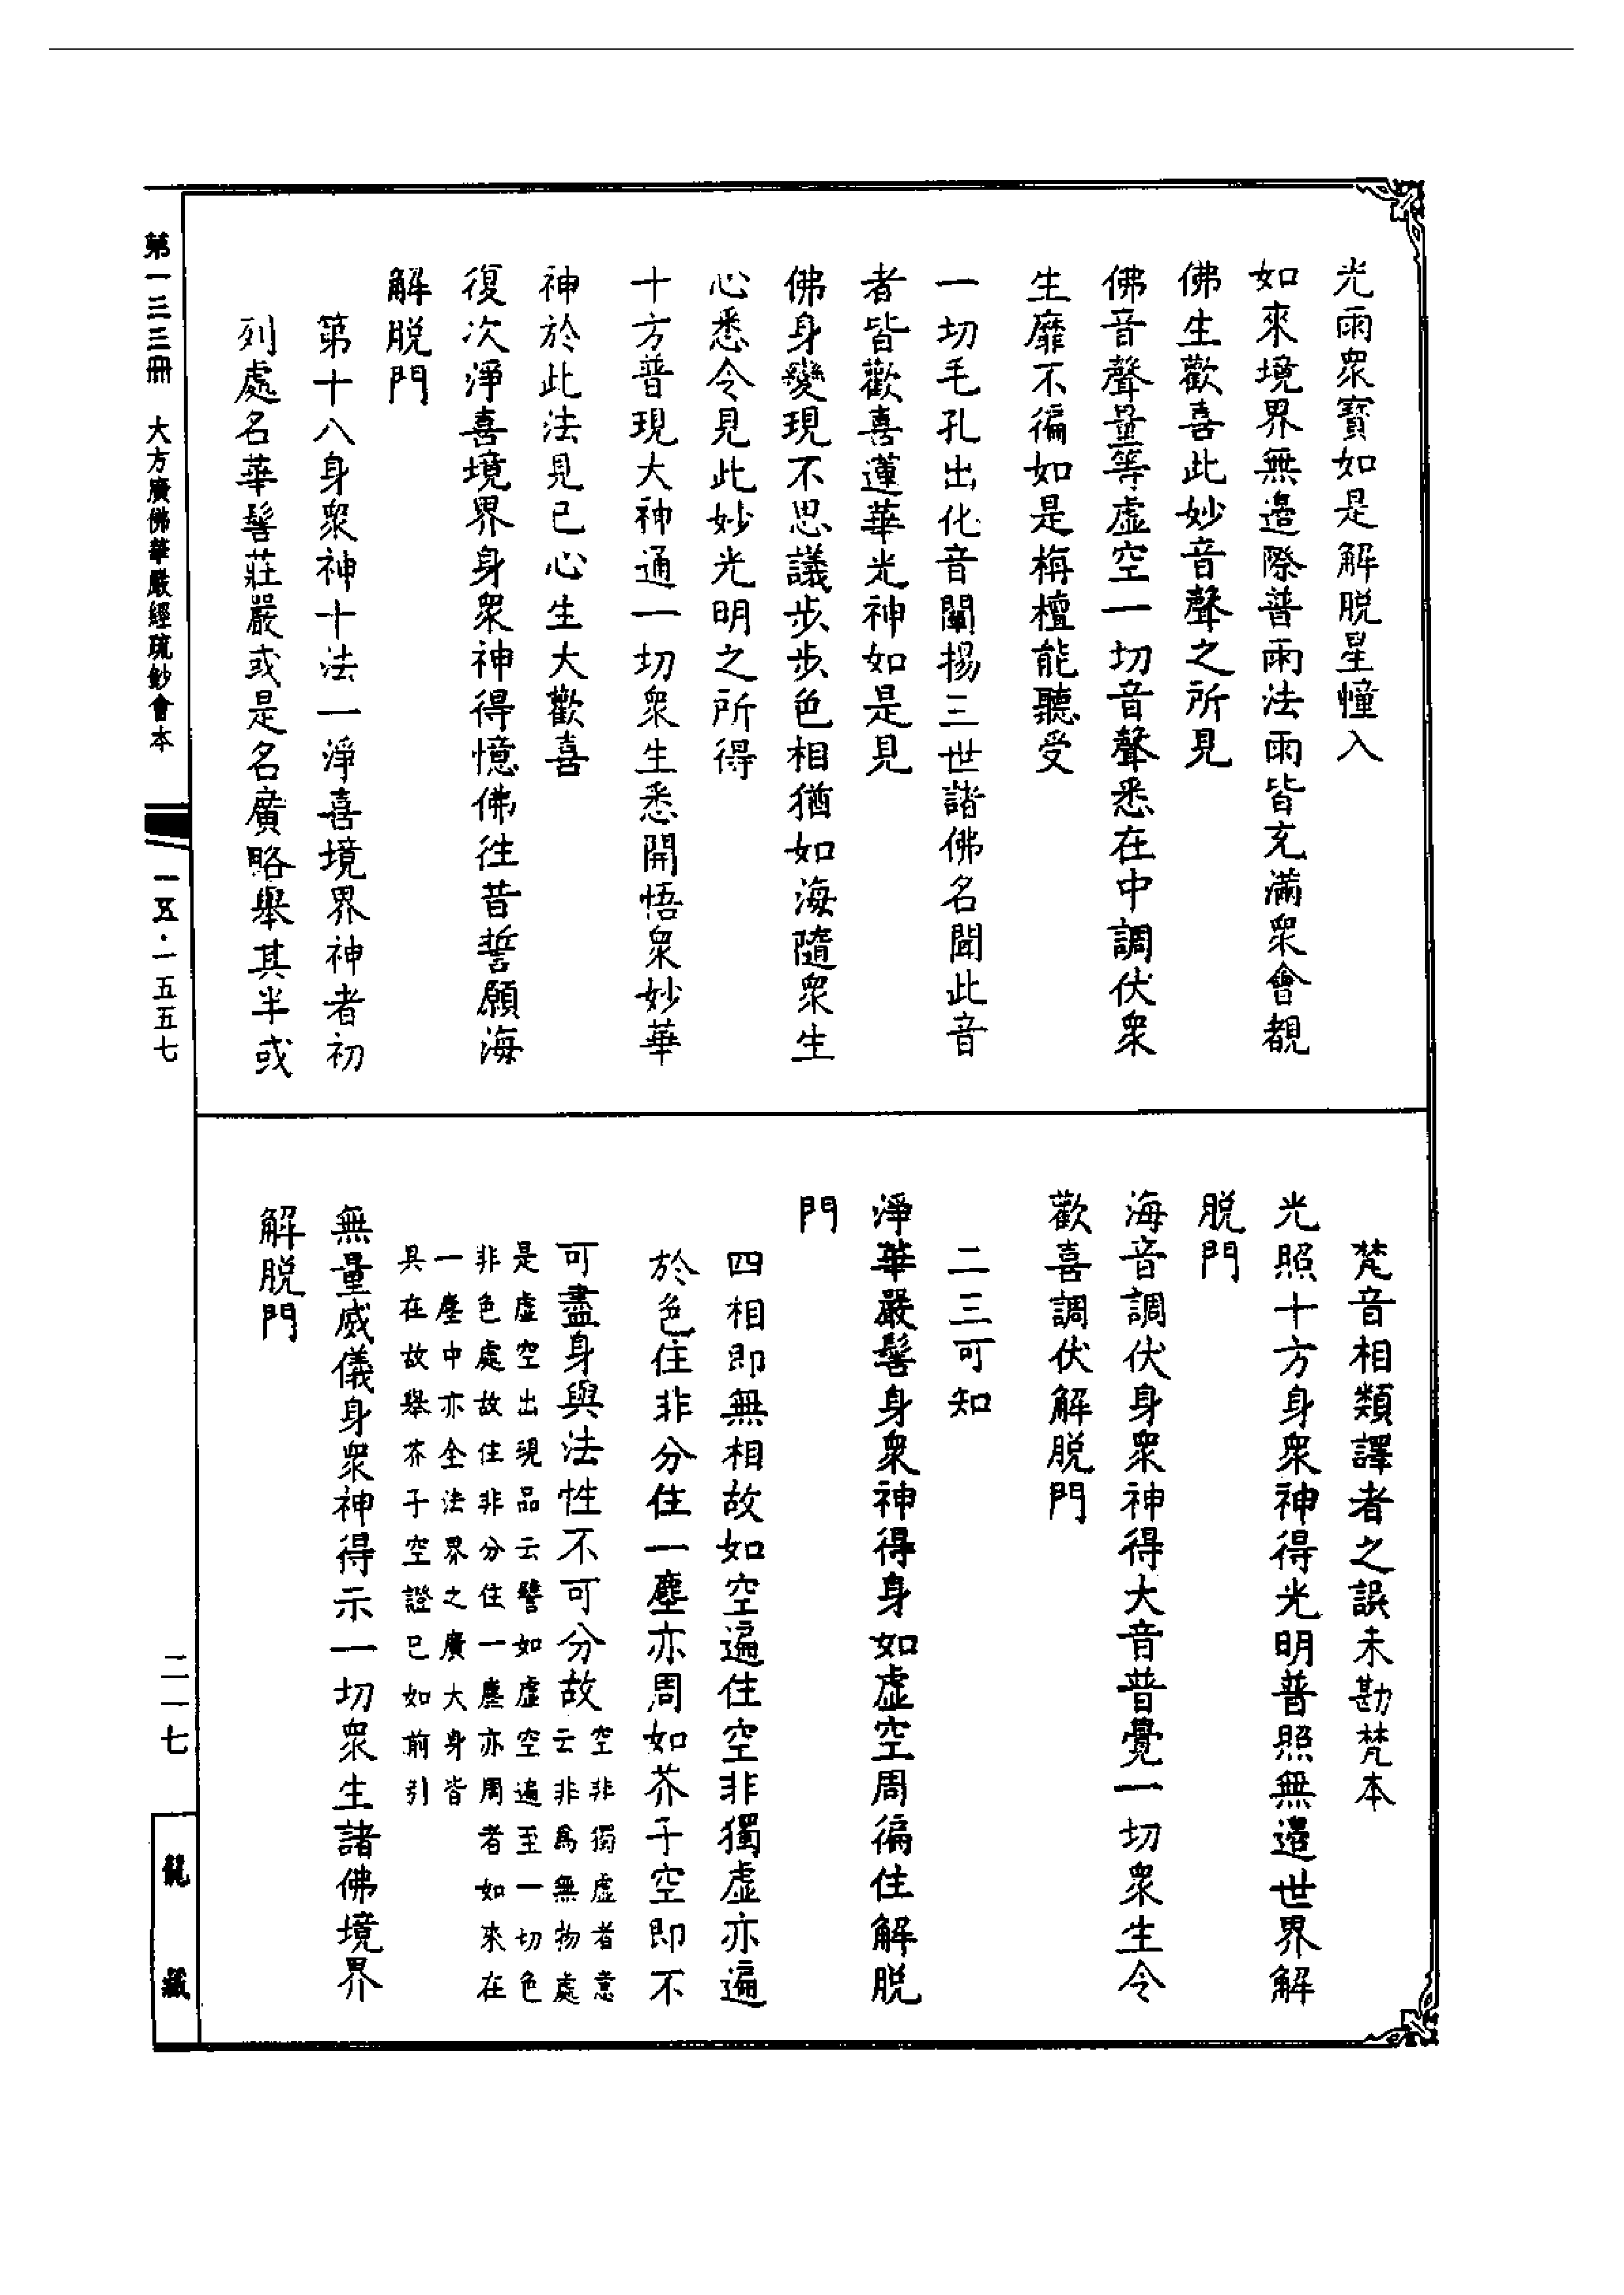 光雨衆寳如是解脱星幢入
如來境界無邊際普雨法雨皆充滿衆會覩
佛生歡喜此妙音聲之所見
佛音聲量等虛空一切音聲悉在中調伏衆
生靡不徧如是栴檀能聽受
一切毛孔出化音闡揚三世諸佛名聞此音
者皆歡喜蓮華光神如是見
佛身變現不思議步步色相猶如海隨衆生
心悉令見此妙光明之所得
十方普現大神通一切衆生悉開悟衆妙華
神於此法見已心生大歡喜
復次淨喜境界身衆神得憶佛往昔誓願海
解脱門
第十八身衆神十法一淨喜境界神者初
列處名華髻莊嚴或是名廣略舉其半或
梵音相類譯者之誤未勘梵本
光照十方身衆神得光明普照無邊世界解
脱門
海音調伏身衆神得大音普覺一切衆生令
歡喜調伏解脱門
二三可知
淨華嚴髻身衆神得身如虛空周徧住解脱
門
四相即無相故如空遍住空非獨虛亦遍
於色住非分住一塵亦周如芥子空即不
可盡身與法性不可分故空非獨虛者意
云非爲無物處
是虛空出現品云譬如虛空遍至一切色
非色處故住非分住一塵亦周者如來在
一塵中亦全法界之廣大身皆
具在故舉芥子空證已如前引
無量威儀身衆神得示一切衆生諸佛境界
解脱門
第一三三冊　大方廣佛華嚴經疏鈔會本
一五·一五五七
二一七
龍藏